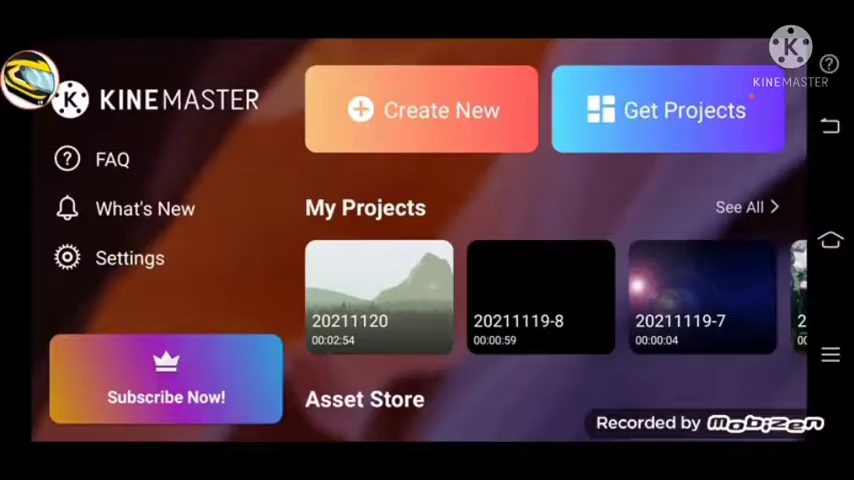 KINEMASTER
KINEMASTER
Create New
Get Projects
FAQ
What's New
Settings
My Projects
See All
20211120
00:02:54
20211119-8
00:00:59
20211119-7
00:00:04
Subscribe Now!
Asset Store
Recorded by Mobizen